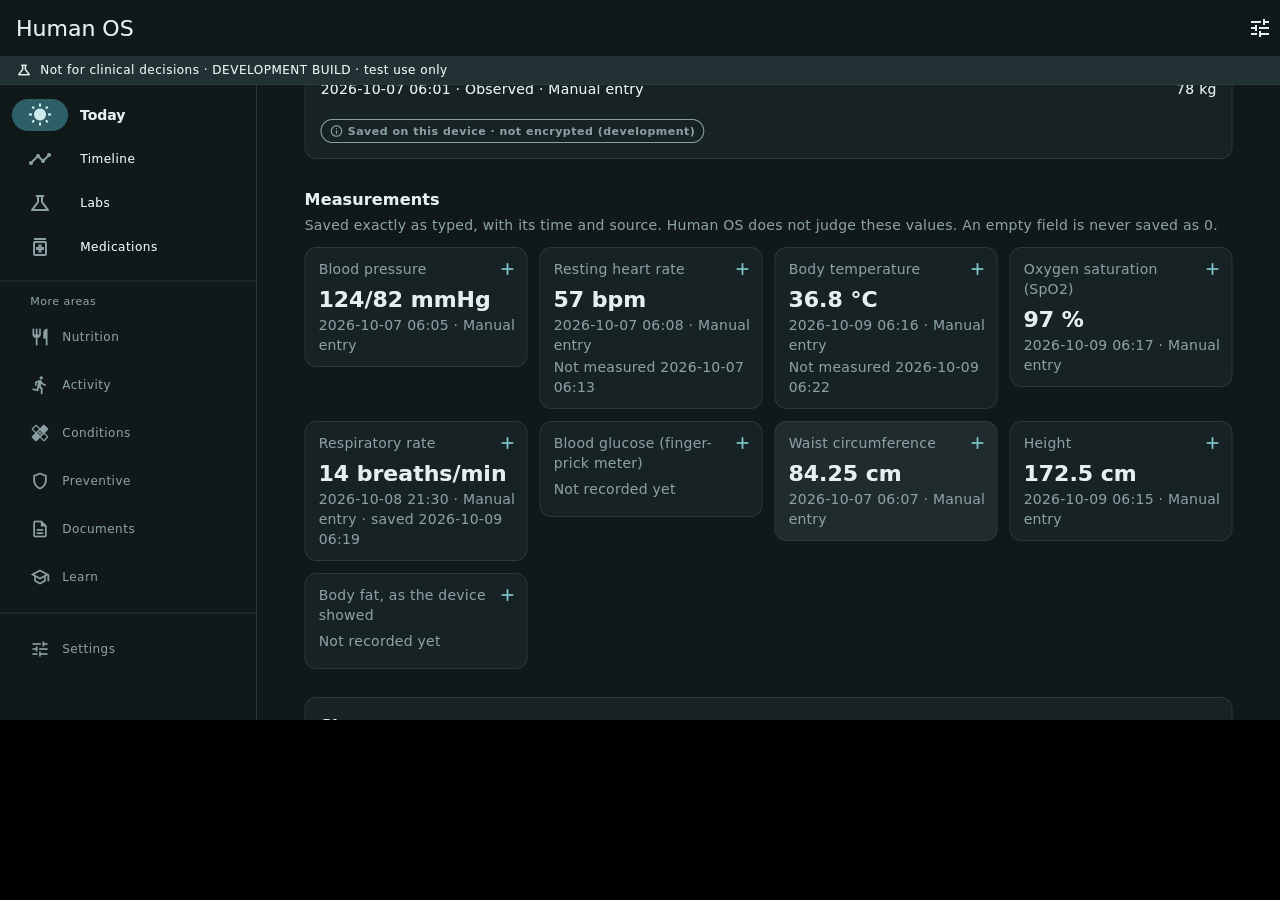 Human OS
Not for clinical decisions · DEVELOPMENT BUILD · test use only
Today
Timeline
Labs
Medications
More areas
Nutrition
Activity
Conditions
Preventive
Documents
Learn
Settings
2026-10-07 06:01 · Observed · Manual entry
78 kg
Saved on this device · not encrypted (development)
Measurements
Saved exactly as typed, with its time and source. Human OS does not judge these values. An empty field is never saved as 0.
Blood pressure
124/82 mmHg
2026-10-07 06:05 · Manual
entry
Resting heart rate
57 bpm
2026-10-07 06:08 · Manual
entry
Not measured 2026-10-07
06:13
Body temperature
36.8 °C
2026-10-09 06:16 · Manual
entry
Not measured 2026-10-09
06:22
Oxygen saturation
(SpO2)
97 %
2026-10-09 06:17 · Manual
entry
Respiratory rate
14 breaths/min
2026-10-08 21:30 · Manual
entry · saved 2026-10-09
06:19
Blood glucose (finger-
prick meter)
Not recorded yet
Waist circumference
84.25 cm
2026-10-07 06:07 · Manual
entry
Height
172.5 cm
2026-10-09 06:15 · Manual
entry
Body fat, as the device
showed
Not recorded yet